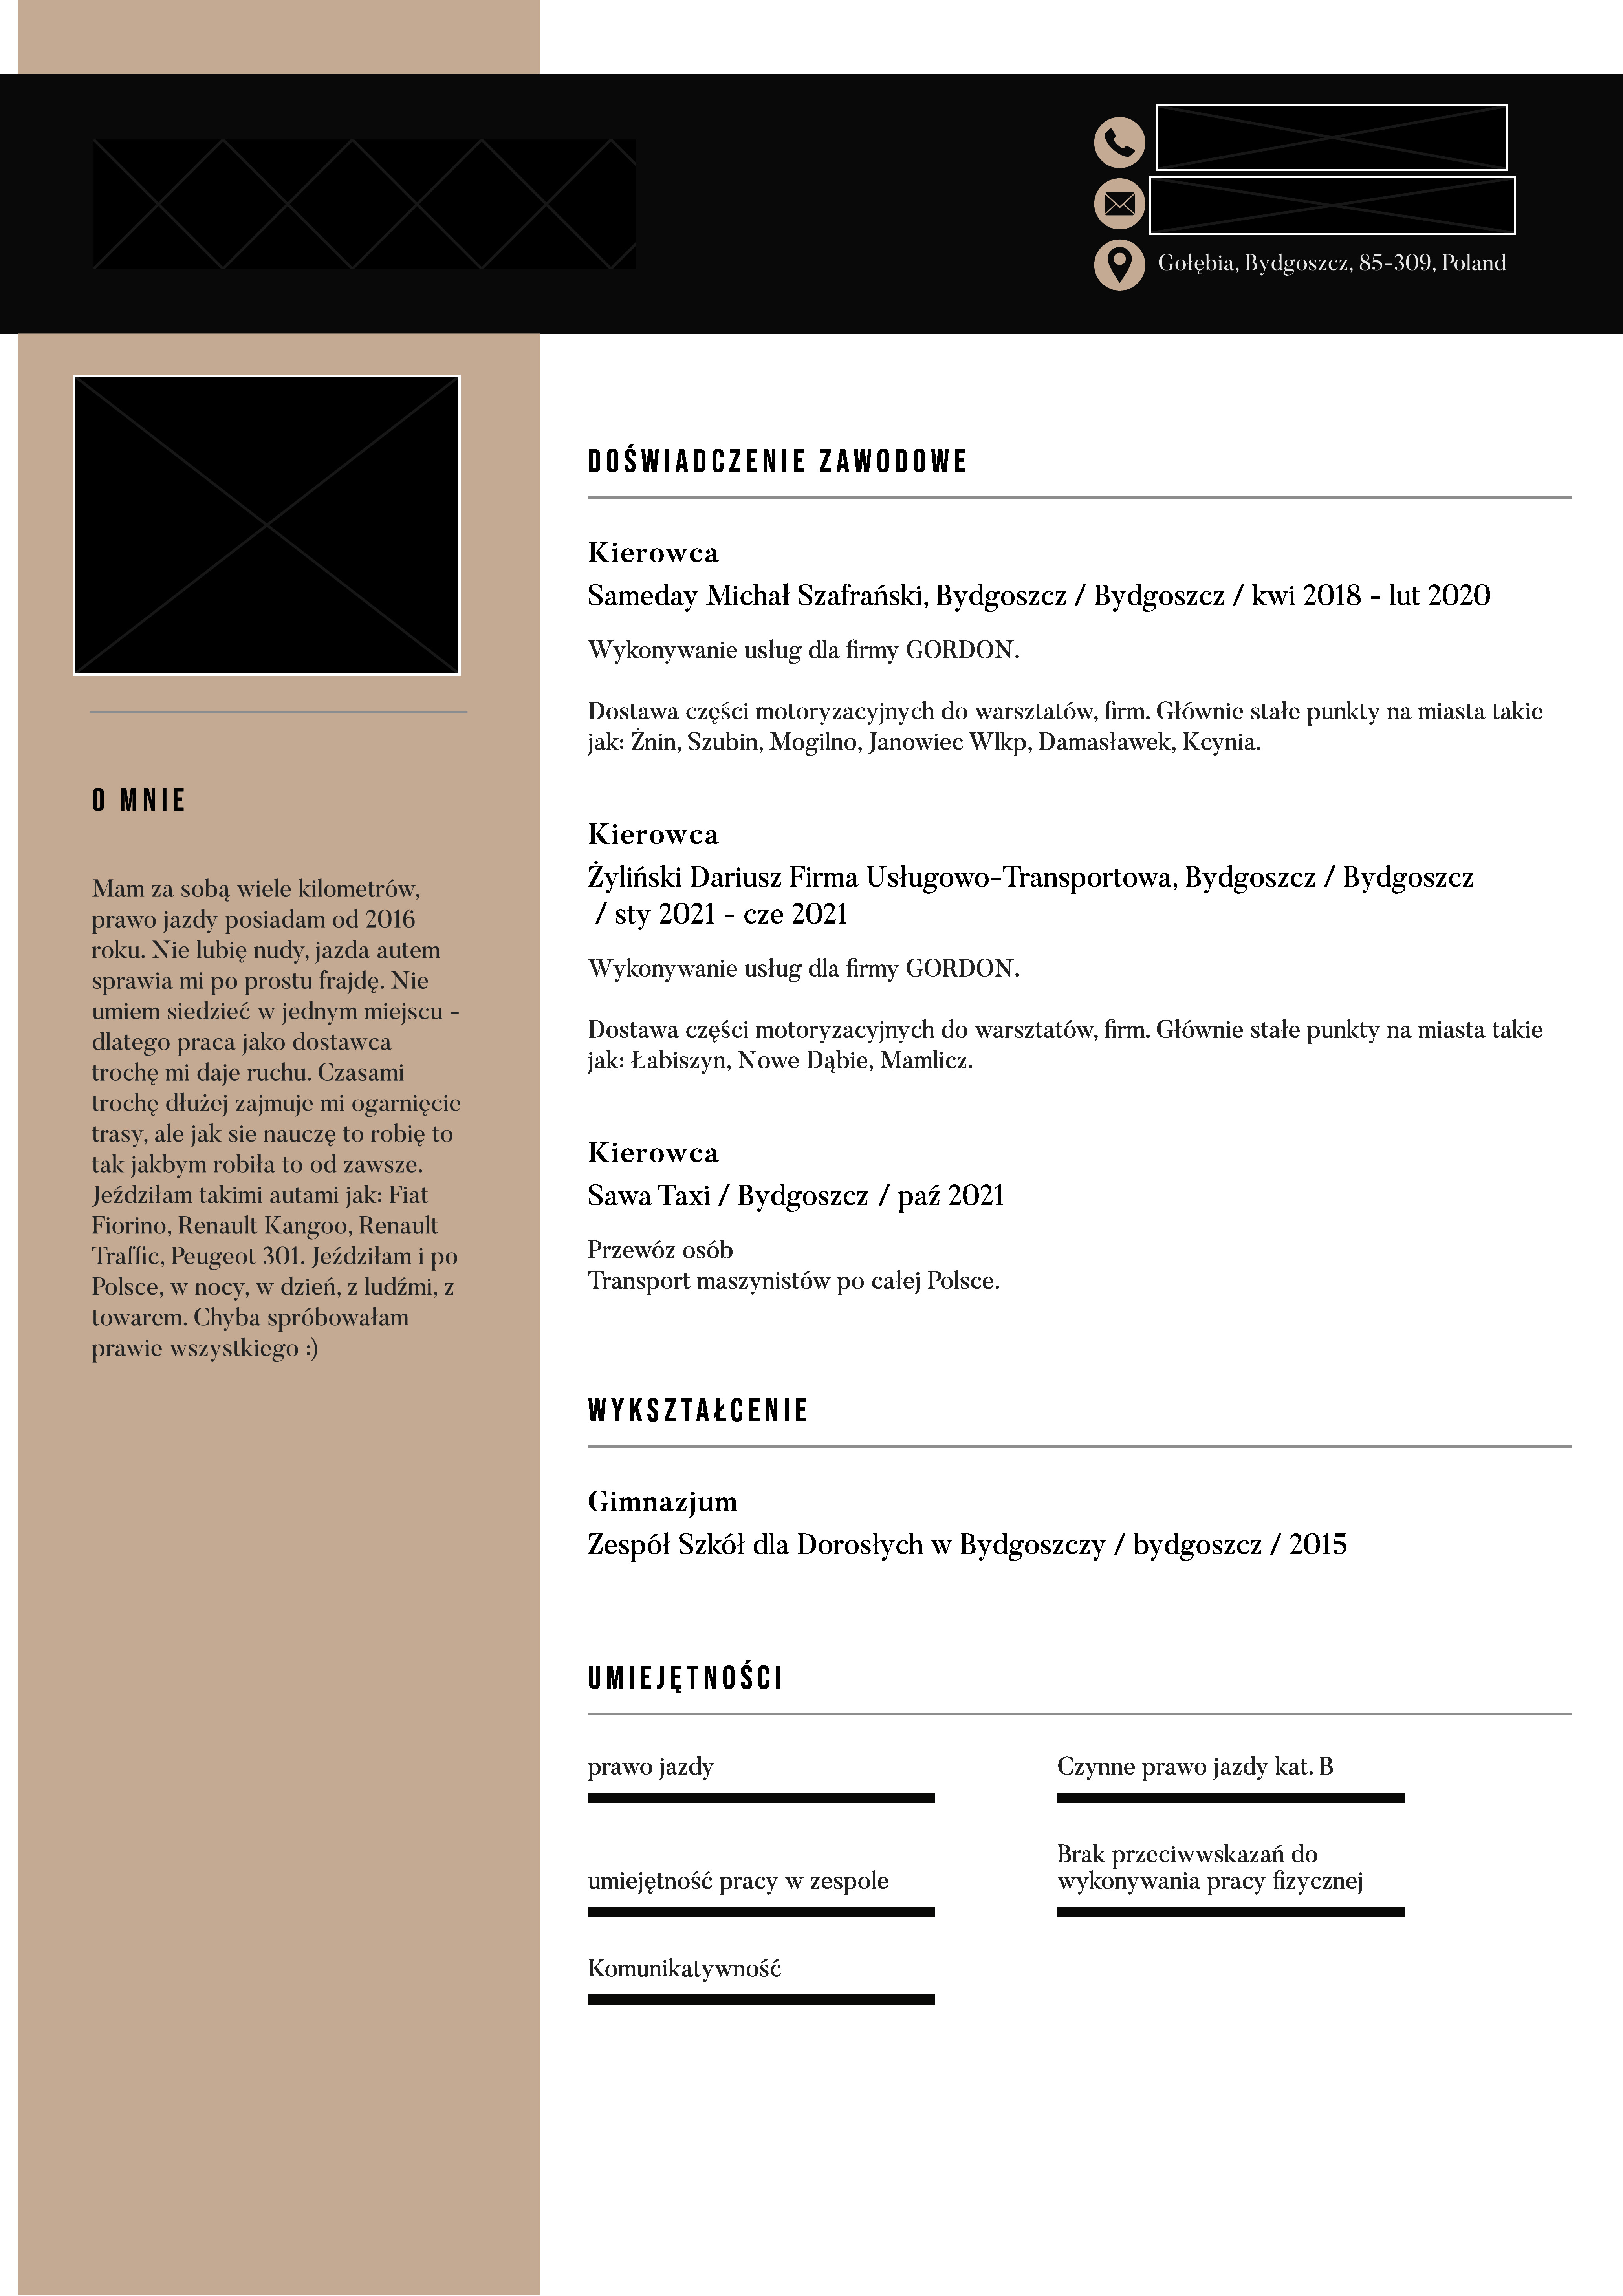 Gołębia, Bydgoszcz, 85-309, Poland
O MNIE
Mam za sobą wiele kilometrów,
prawo jazdy posiadam od 2016
roku. Nie lubię nudy, jazda autem
sprawia mi po prostu frajdę. Nie
umiem siedzieć w jednym miejscu -
dlatego praca jako dostawca
trochę mi daje ruchu. Czasami
trochę dłużej zajmuje mi ogarnięcie
trasy, ale jak sie nauczę to robię to
tak jakbym robiła to od zawsze.
Jeździłam takimi autami jak: Fiat
Fiorino, Renault Kangoo, Renault
Traffic, Peugeot 301. Jeździłam i po
Polsce, w nocy, w dzień, z ludźmi, z
towarem. Chyba spróbowałam
prawie wszystkiego :)
DOŚWIADCZENIE ZAWODOWE
Kierowca
Sameday Michał Szafrański, Bydgoszcz / Bydgoszcz / kwi 2018 - lut 2020
Wykonywanie usług dla firmy GORDON.
Dostawa części motoryzacyjnych do warsztatów, firm. Głównie stałe punkty na miasta takie
jak: Żnin, Szubin, Mogilno, Janowiec Wlkp, Damasławek, Kcynia.
Kierowca
Żyliński Dariusz Firma Usługowo-Transportowa, Bydgoszcz / Bydgoszcz
/ sty 2021 - cze 2021
Wykonywanie usług dla firmy GORDON.
Dostawa części motoryzacyjnych do warsztatów, firm. Głównie stałe punkty na miasta takie
jak: Łabiszyn, Nowe Dąbie, Mamlicz.
Kierowca
Sawa Taxi / Bydgoszcz / paź 2021
Przewóz osób
Transport maszynistów po całej Polsce.
WYKSZTAŁCENIE
Gimnazjum
Zespół Szkół dla Dorosłych w Bydgoszczy / bydgoszcz / 2015
UMIEJĘTNOŚCI
prawo jazdy
Czynne prawo jazdy kat. B
umiejętność pracy w zespole
Brak przeciwwskazań do
wykonywania pracy fizycznej
Komunikatywność